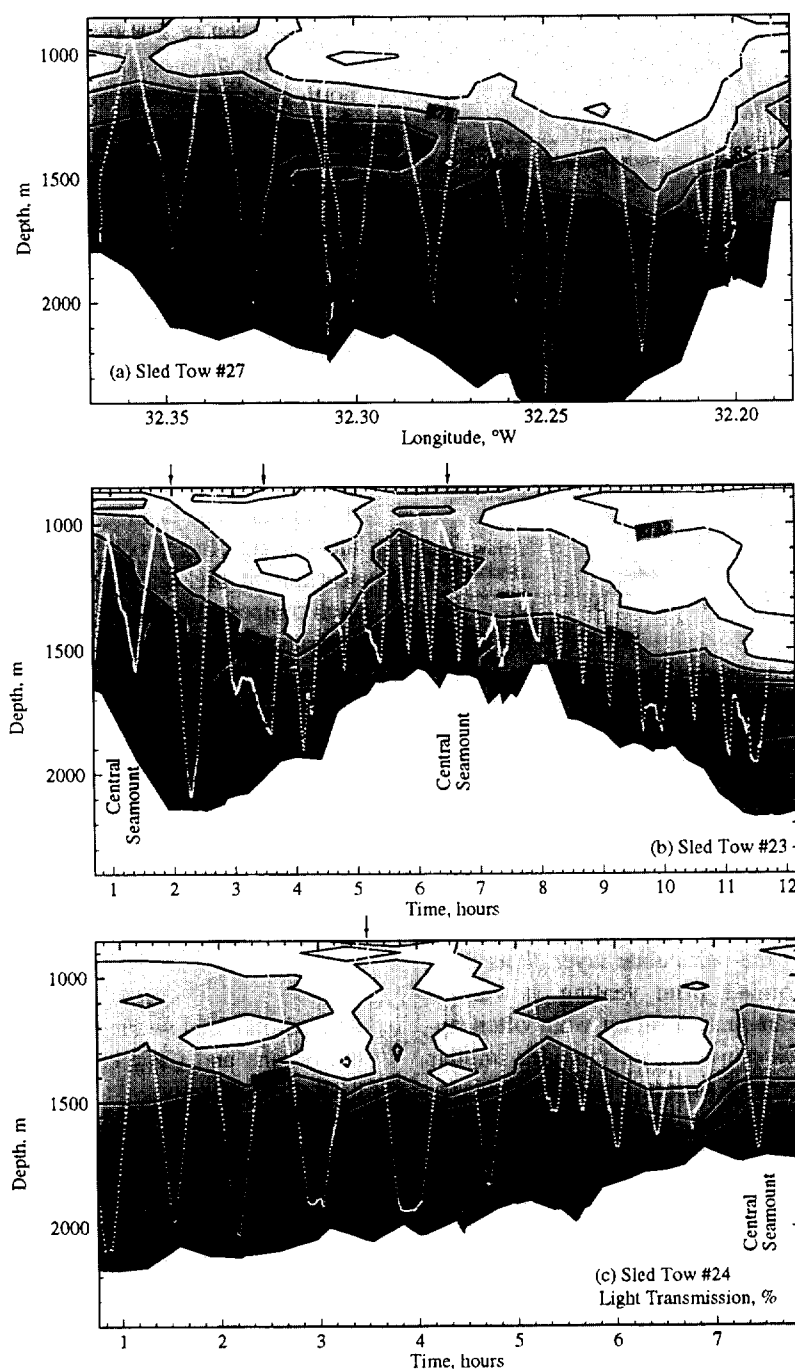 1000
1500
2000
Depth, m
(a) Sled Tow #27
32.35 32.30 32.25 32.20
Longitude, °W
1000
1500
2000
Depth, m
Central
Seamount
Central
Seamount
(b) Sled Tow #23
1 2 3 4 5 6 7 8 9 10 11 12
Time, hours
1000
1500
2000
Depth, m
Central
Seamount
(c) Sled Tow #24
Light Transmission, %
1 2 3 4 5 6 7
Time, hours